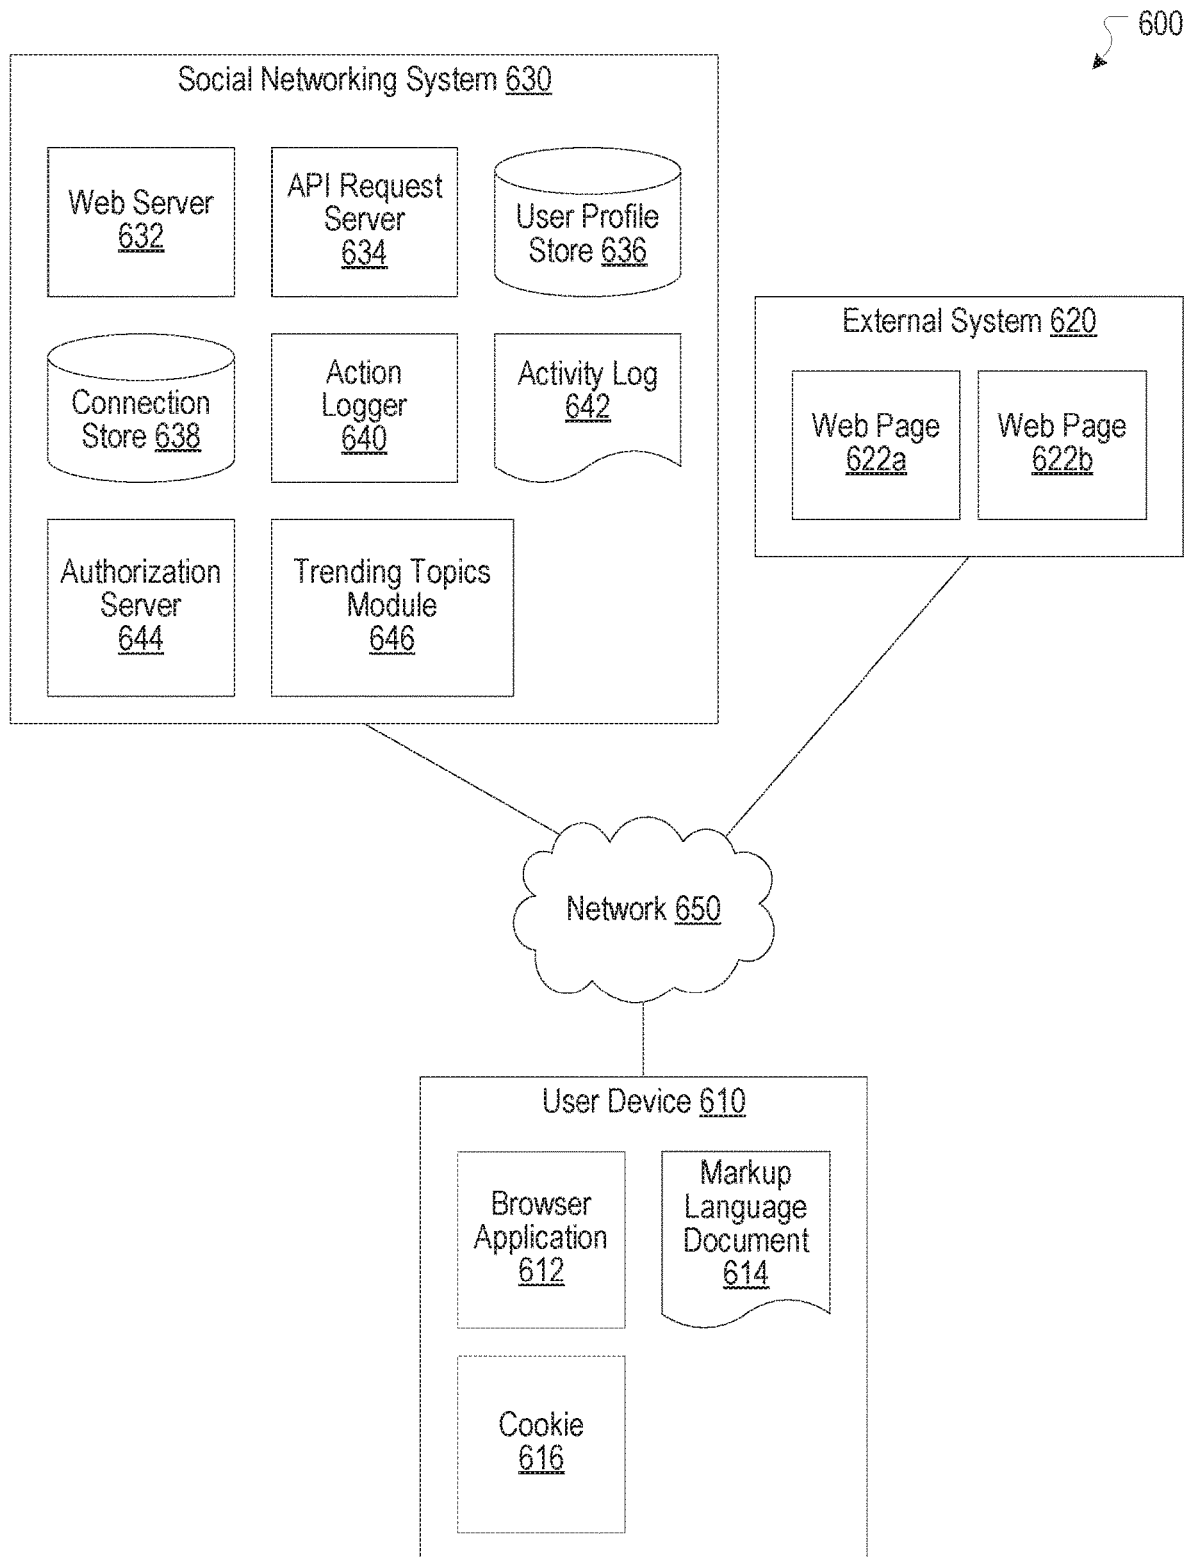 600
Social Networking System 630
Web Server
632
API Request
Server
634
User Profile
Store 636
Connection
Store 638
Action
Logger
640
Activity Log
642
Authorization
Server
644
Trending Topics
Module
646
External System 620
Web Page
622a
Web Page
622b
Network 650
User Device 610
Browser
Application
612
Markup
Language
Document
614
Cookie
616